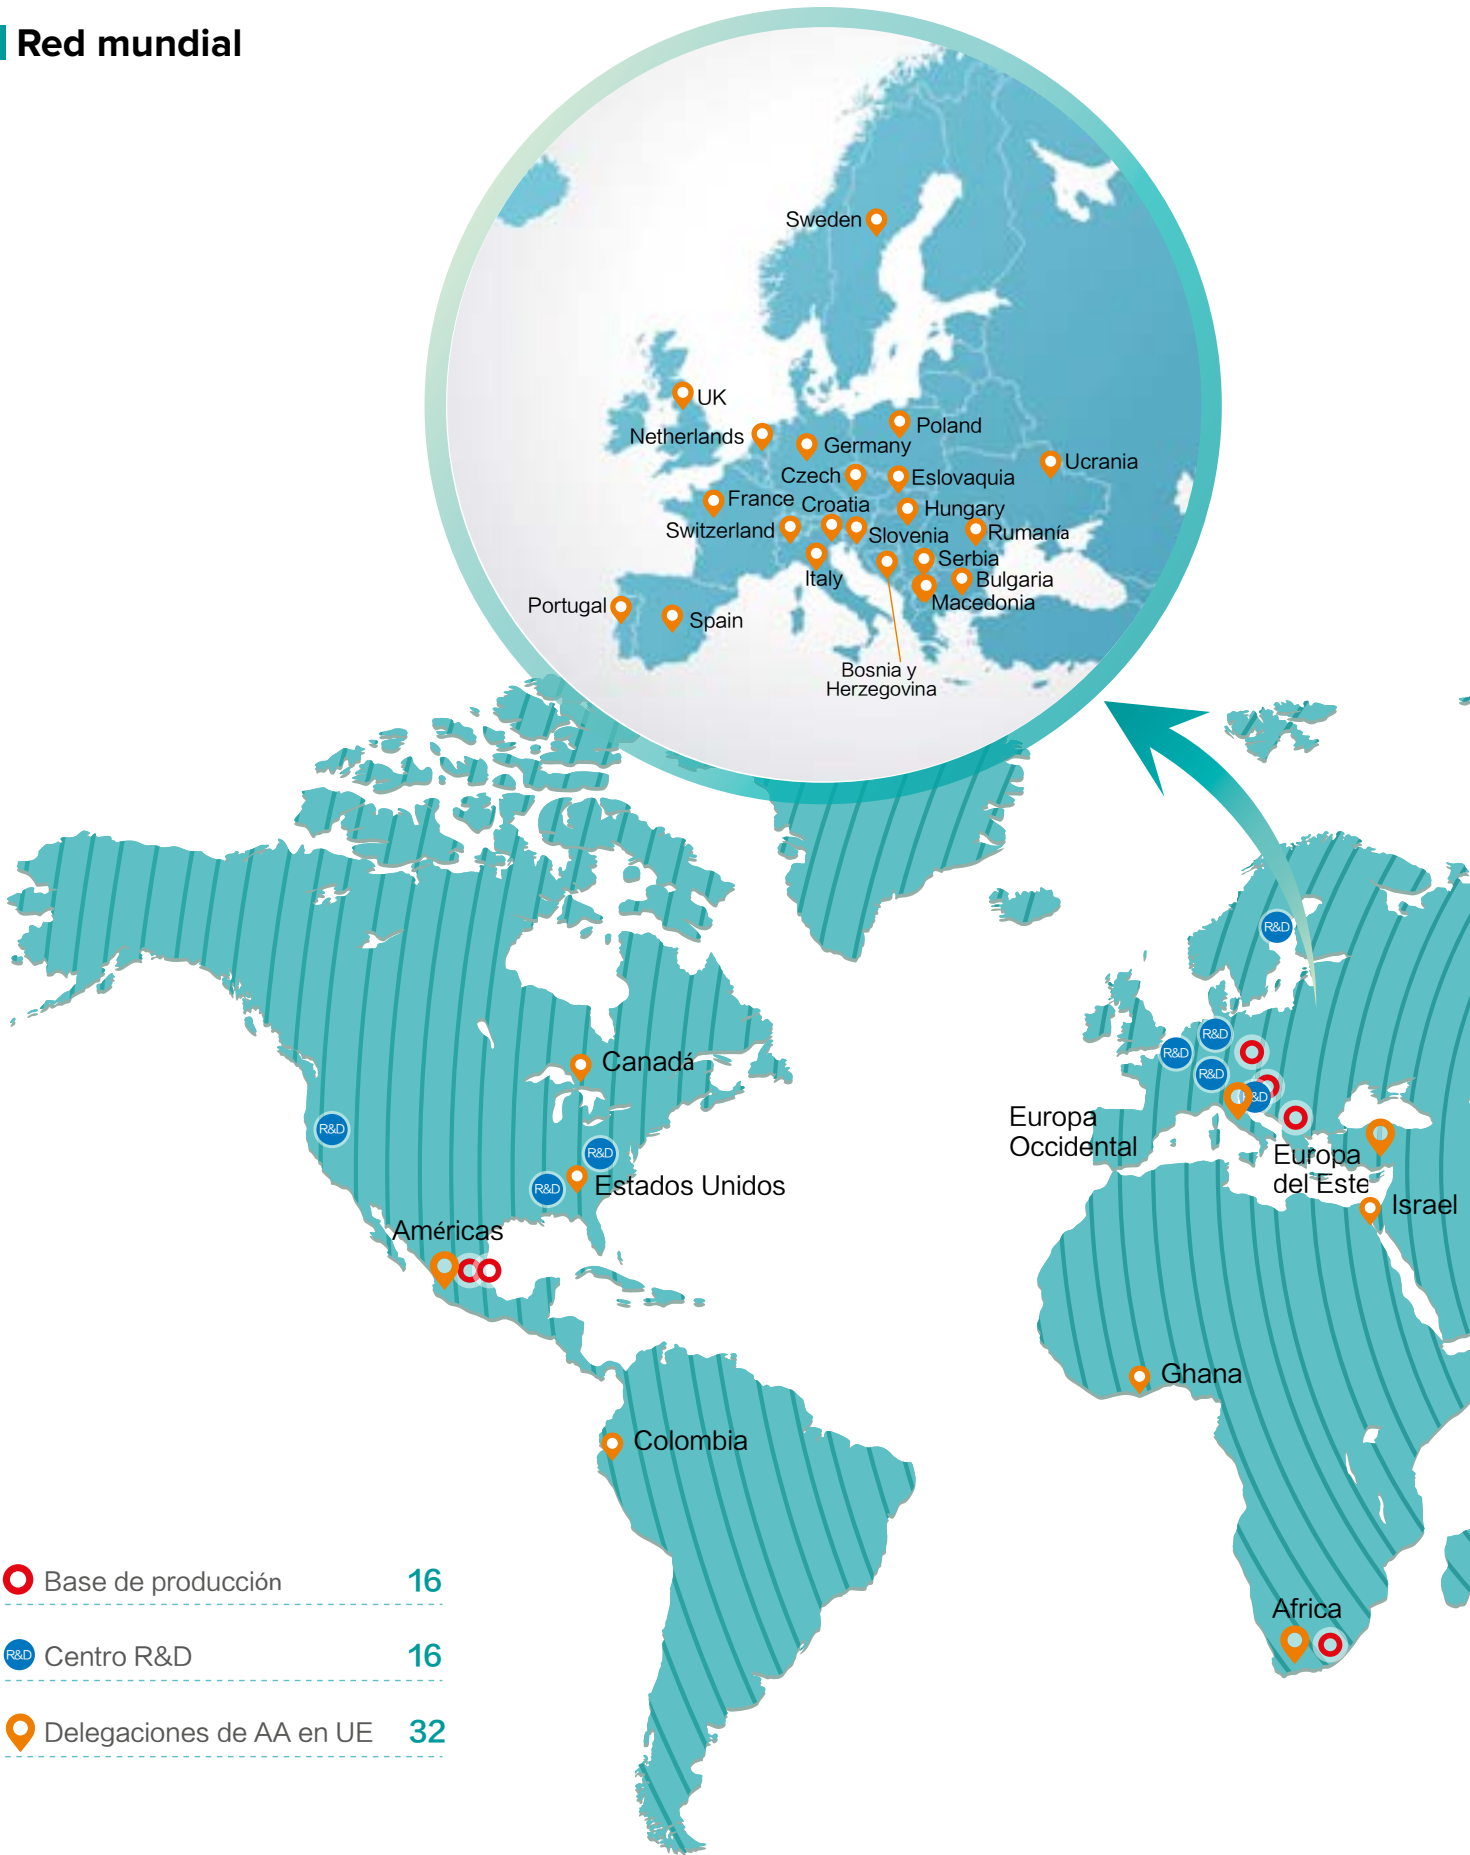 Red mundial
Sweden
UK
Netherlands
Poland
Germany
Ucrania
Czech
Eslovaquia
France
Croatia
Hungary
Switzerland
Slovenia
Rumanía
Serbia
Italy
Bulgaria
Macedonia
Portugal
Spain
Bosnia y
Herzegovina
R&D
R&D
R&D
Canadá
R&D
R&D
Europa
Occidental
R&D
R&D
Estados Unidos
R&D
Europa
del Este
Israel
Américas
Ghana
Colombia
Base de producción 16
Africa
R&D Centro R&D 16
Delegaciones de AA en UE 32